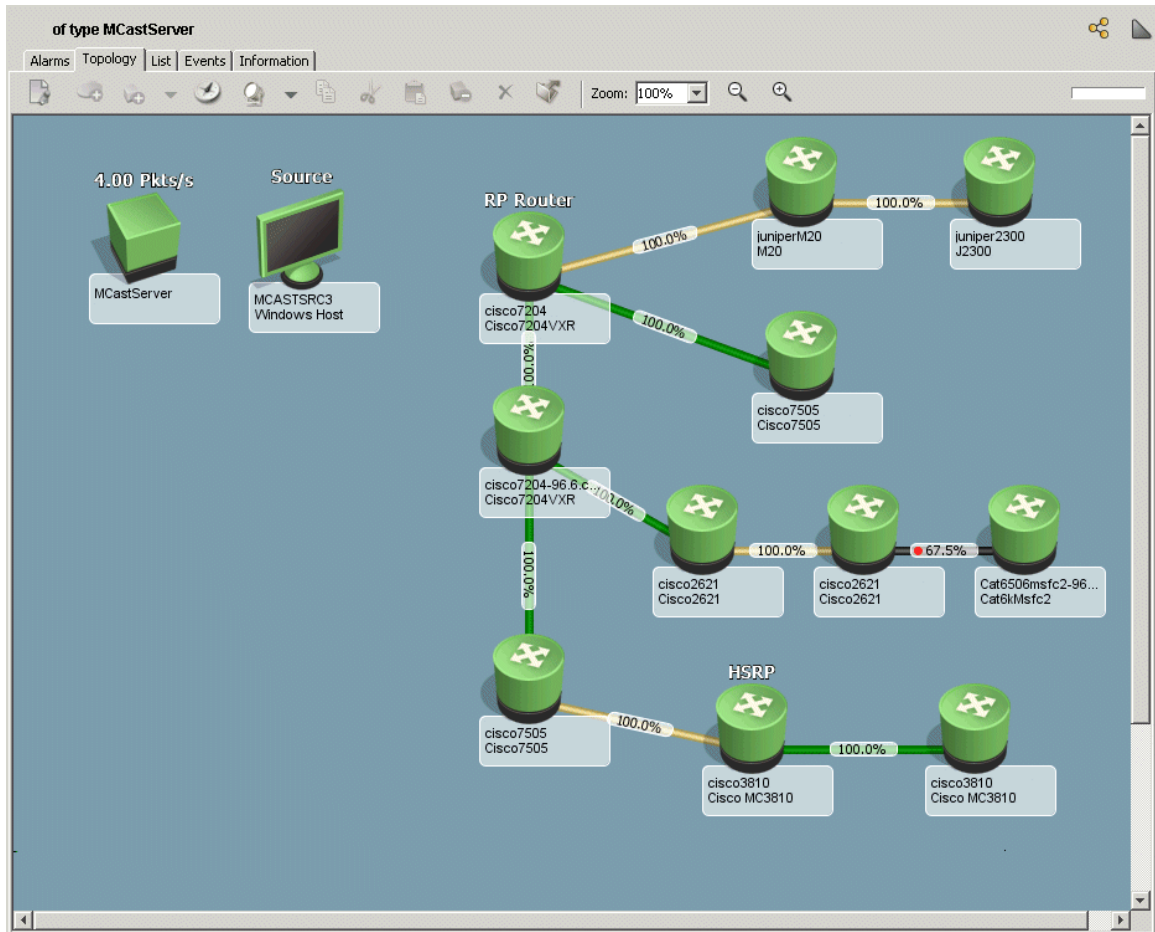 of type MCastServer
Alarms Topology List Events Information
Zoom: 100%
4.00 Pkts/s
MCastServer
Source
MCASTSRC3
Windows Host
RP Router
cisco7204
Cisco7204VXR
100.0%
juniperM20
M20
100.0%
juniper2300
J2300
100.0%
cisco7505
Cisco7505
00.0%
cisco7204-96.6.c...
Cisco7204VXR
100.0%
cisco2621
Cisco2621
100.0%
cisco2621
Cisco2621
67.5%
Cat6506msfc2-96...
Cat6kMsfc2
100.0%
cisco7505
Cisco7505
100.0%
HSRP
cisco3810
Cisco MC3810
100.0%
cisco3810
Cisco MC3810